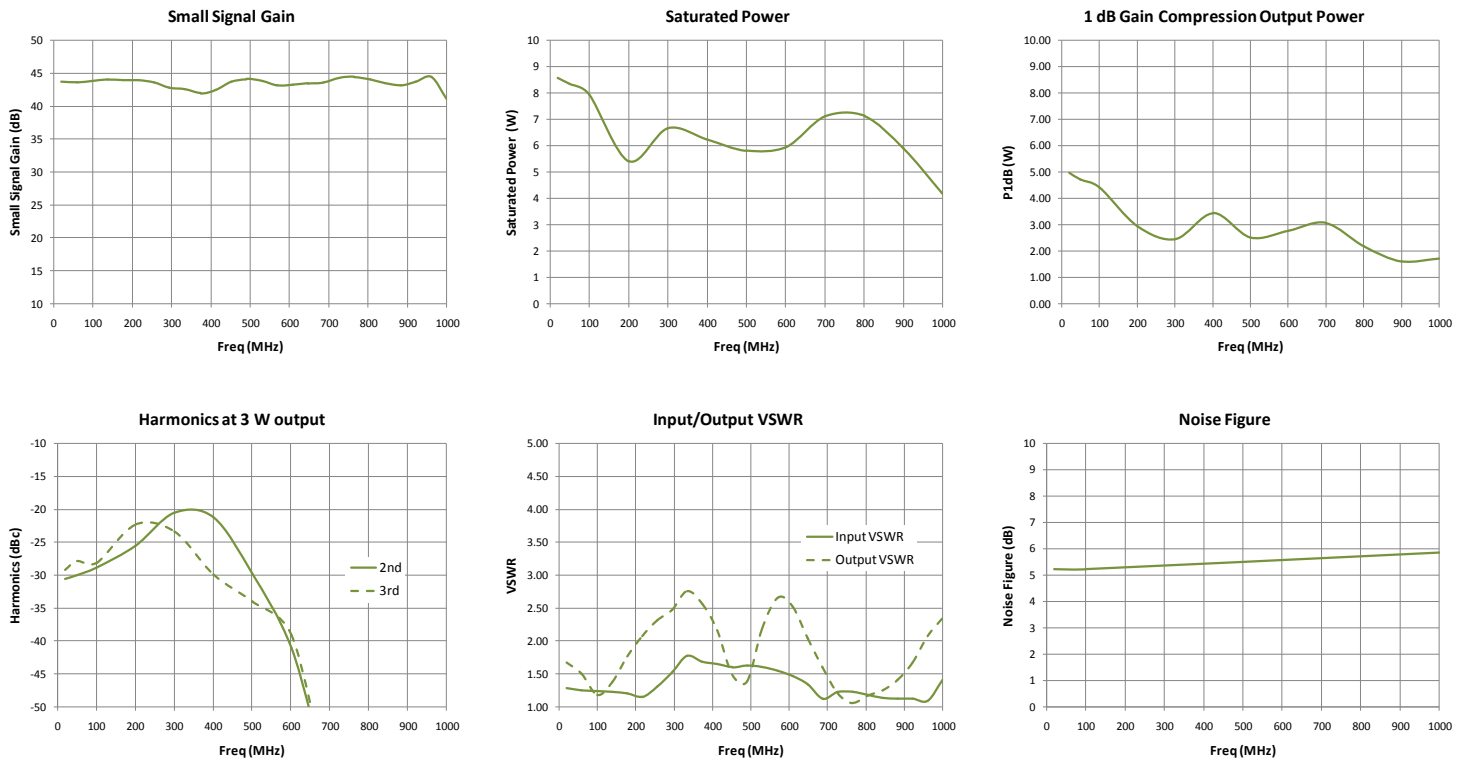 Small Signal Gain
Small Signal Gain (dB)
50
45
40
35
30
25
20
15
10
0 100 200 300 400 500 600 700 800 900 1000
Freq (MHz)
Saturated Power
Saturated Power (W)
10
9
8
7
6
5
4
3
2
1
0
0 100 200 300 400 500 600 700 800 900 1000
Freq (MHz)
1 dB Gain Compression Output Power
P1dB (W)
10.00
9.00
8.00
7.00
6.00
5.00
4.00
3.00
2.00
1.00
0.00
0 100 200 300 400 500 600 700 800 900 1000
Freq (MHz)
Harmonics at 3 W output
Harmonics (dBc)
-10
-15
-20
-25
-30
-35
-40
-45
-50
2nd
3rd
0 100 200 300 400 500 600 700 800 900 1000
Freq (MHz)
Input/Output VSWR
VSWR
5.00
4.50
4.00
3.50
3.00
2.50
2.00
1.50
1.00
Input VSWR
Output VSWR
0 100 200 300 400 500 600 700 800 900 1000
Freq (MHz)
Noise Figure
Noise Figure (dB)
10
9
8
7
6
5
4
3
2
1
0
0 100 200 300 400 500 600 700 800 900 1000
Freq (MHz)